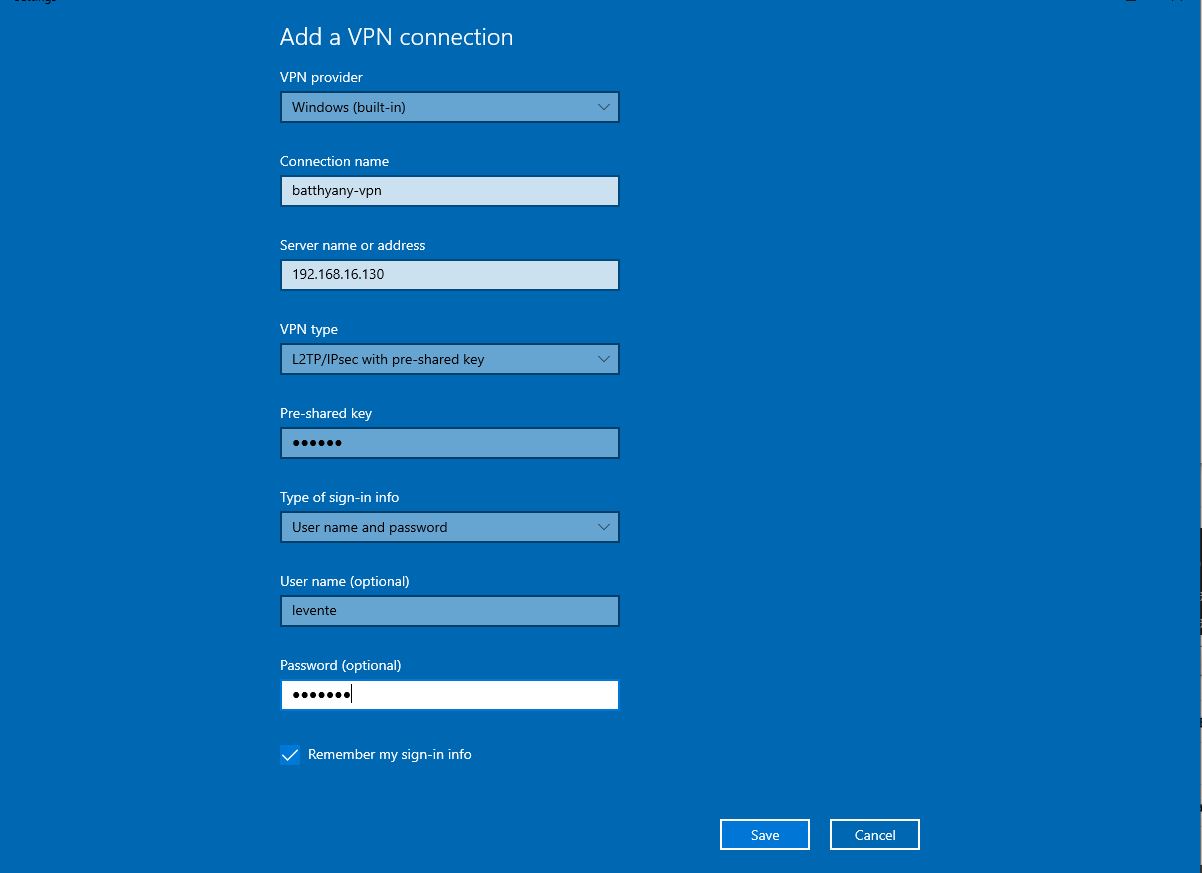 Add a VPN connection
VPN provider
Windows (built-in)
Connection name
batthyany-vpn
Server name or address
192.168.16.130
VPN type
L2TP/IPsec with pre-shared key
Pre-shared key
●●●●●●
Type of sign-in info
User name and password
User name (optional)
levente
Password (optional)
●●●●●●●
Remember my sign-in info
Save
Cancel